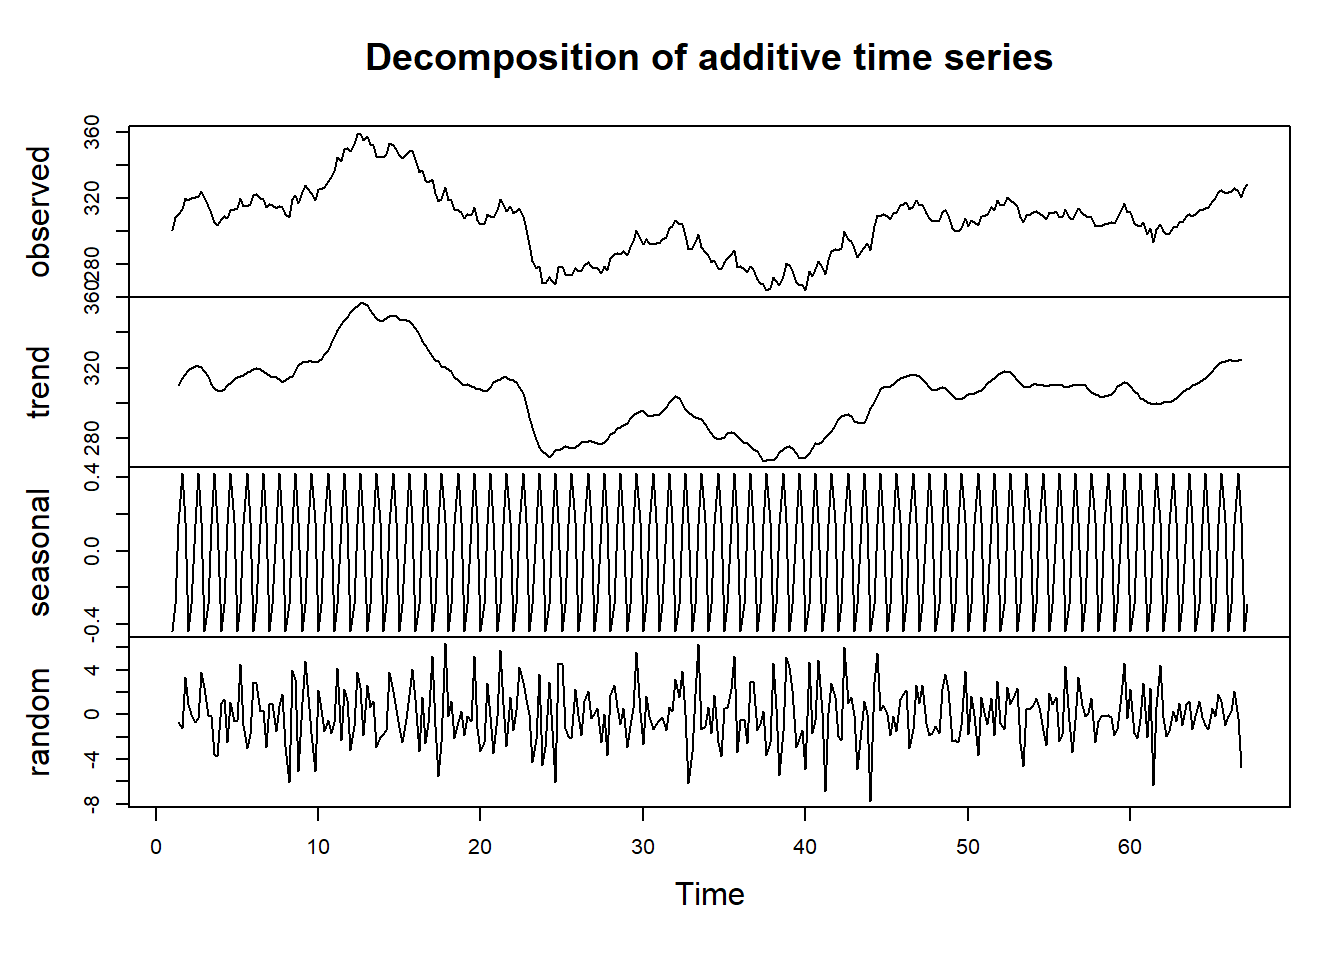 Decomposition of additive time series
observed
280 320 360
trend
280 320 360
seasonal
-0.4 0.0 0.4
random
-8 -4 0 4
0 10 20 30 40 50 60
Time